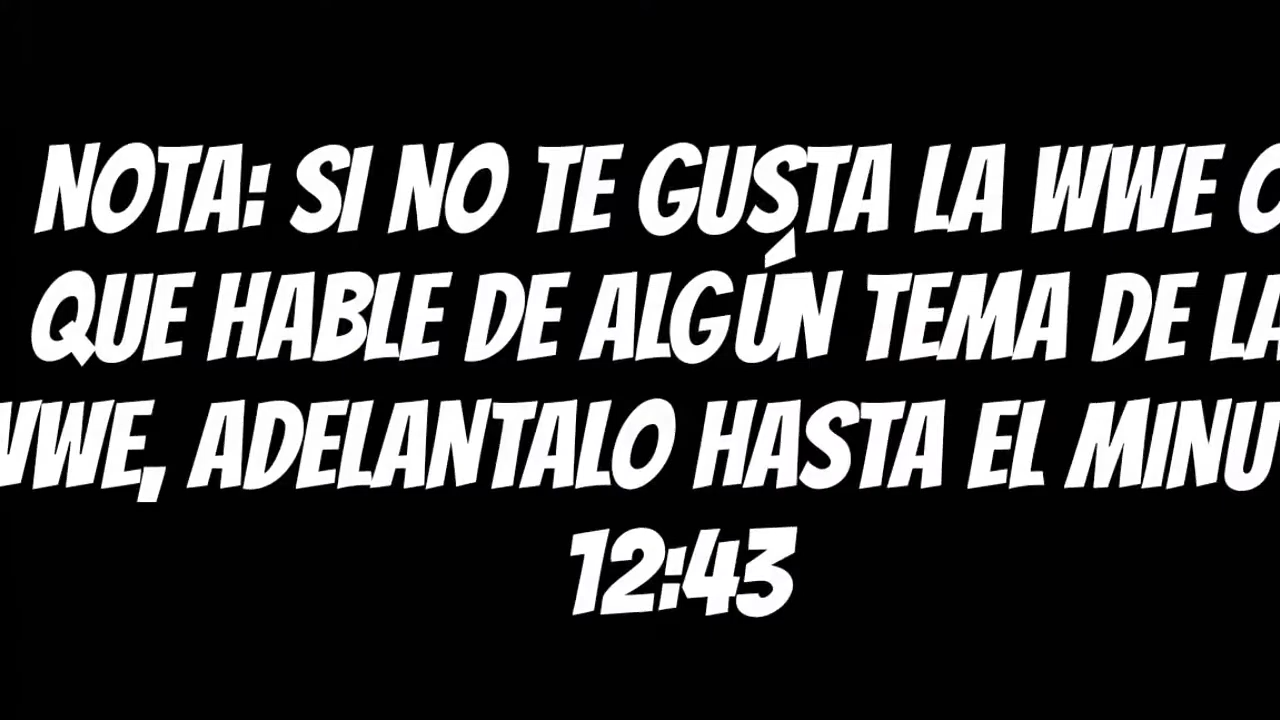 NOTA: SI NO TE GUSTA LA WWE O
QUE HABLE DE ALGÚN TEMA DE LA
WWE, ADELANTALO HASTA EL MINU
12:43